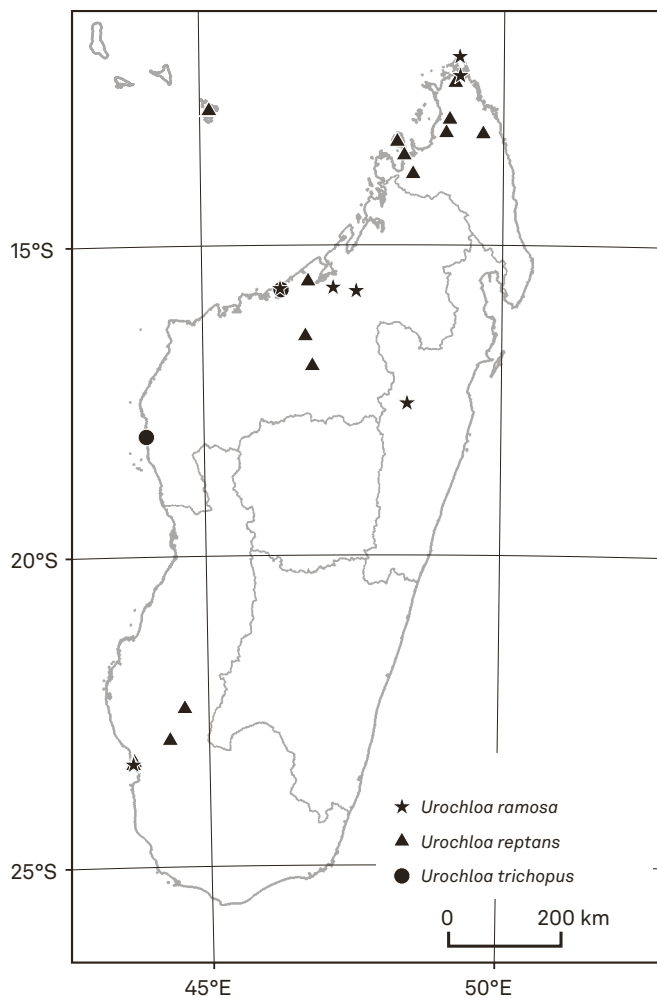 15°S
20°S
Urochloa ramosa
Urochloa reptans
25°S
Urochloa trichopus
0 200 km
45°E 50°E